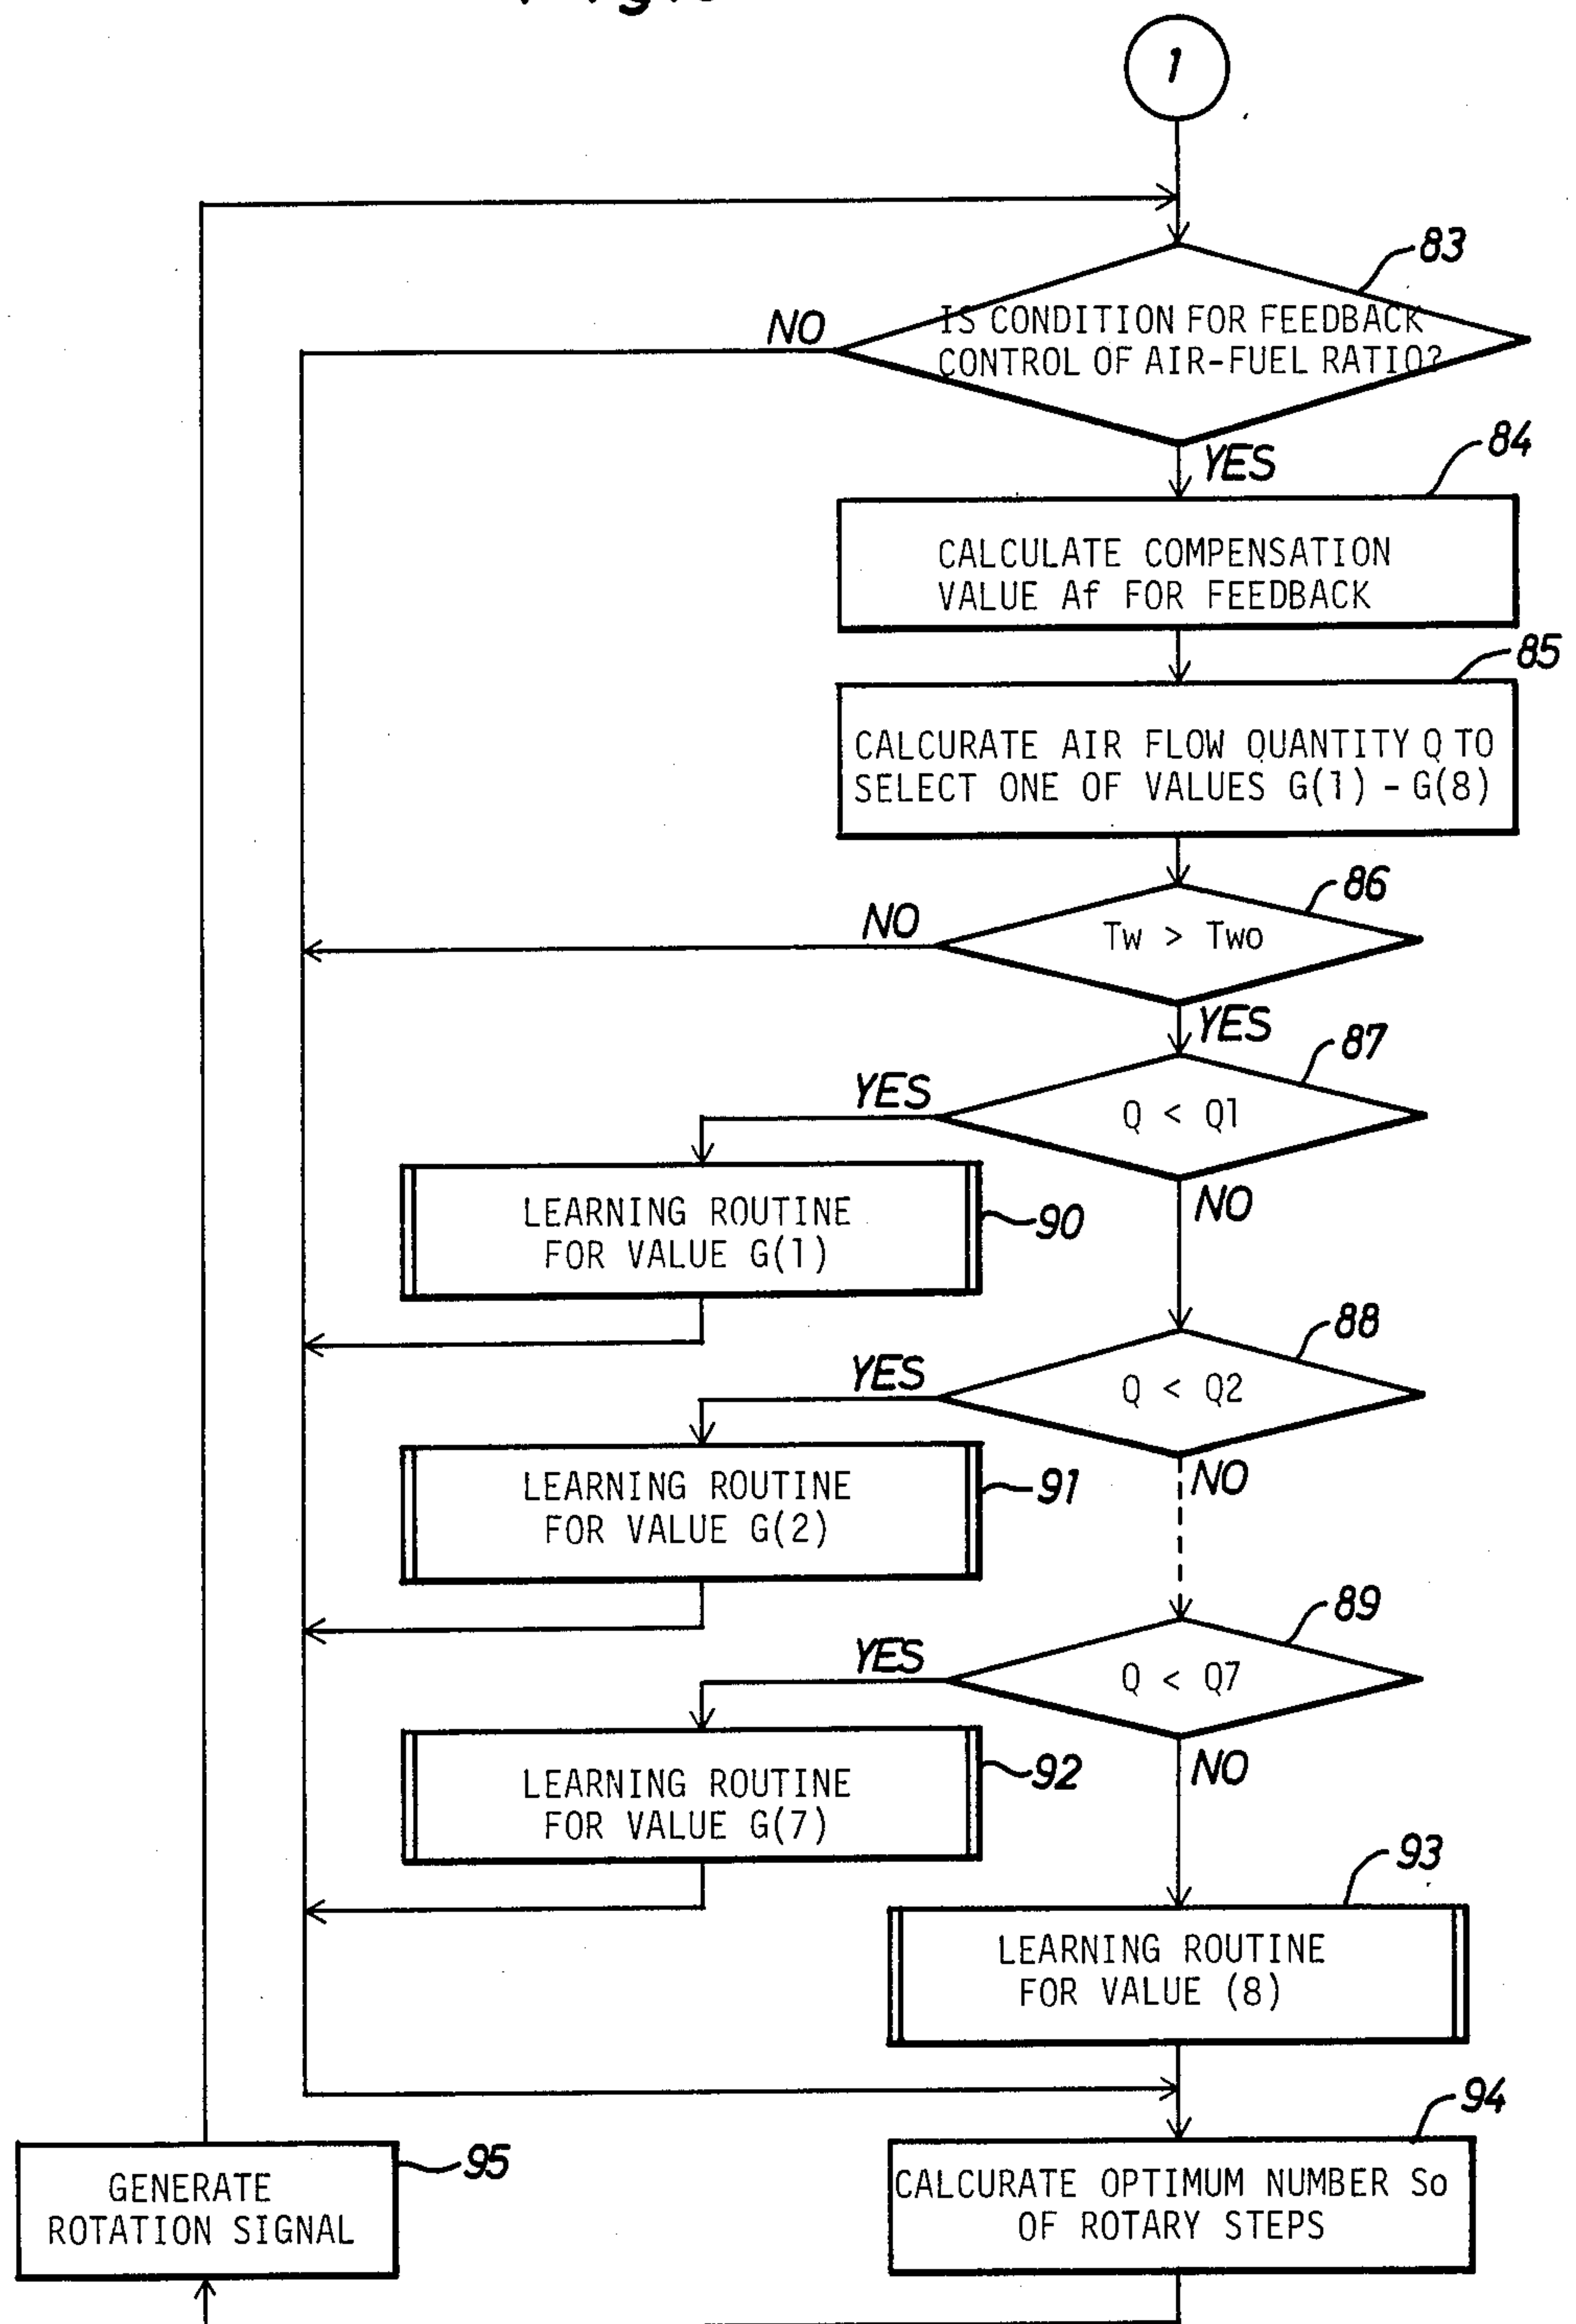 1
83
IS CONDITION FOR FEEDBACK
CONTROL OF AIR-FUEL RATIO?
NO
YES
84
CALCULATE COMPENSATION
VALUE Af FOR FEEDBACK
85
CALCURATE AIR FLOW QUANTITY Q TO
SELECT ONE OF VALUES G(1) - G(8)
86
NO
Tw > Two
YES
87
YES
Q < Q1
NO
LEARNING ROUTINE
FOR VALUE G(1)
90
88
YES
Q < Q2
NO
LEARNING ROUTINE
FOR VALUE G(2)
91
89
YES
Q < Q7
NO
LEARNING ROUTINE
FOR VALUE G(7)
92
93
LEARNING ROUTINE
FOR VALUE (8)
94
CALCURATE OPTIMUM NUMBER So
OF ROTARY STEPS
95
GENERATE
ROTATION SIGNAL